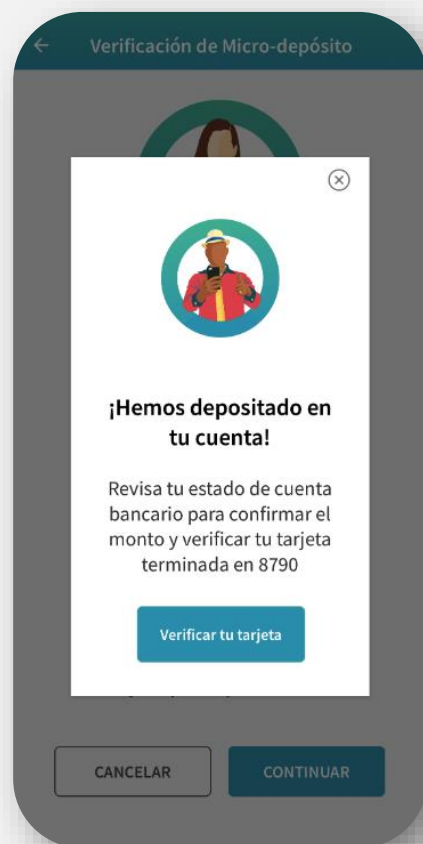 Verificación de Micro-depósito
¡Hemos depositado en
tu cuenta!
Revisa tu estado de cuenta
bancario para confirmar el
monto y verificar tu tarjeta
terminada en 8790
Verificar tu tarjeta
CANCELAR CONTINUAR